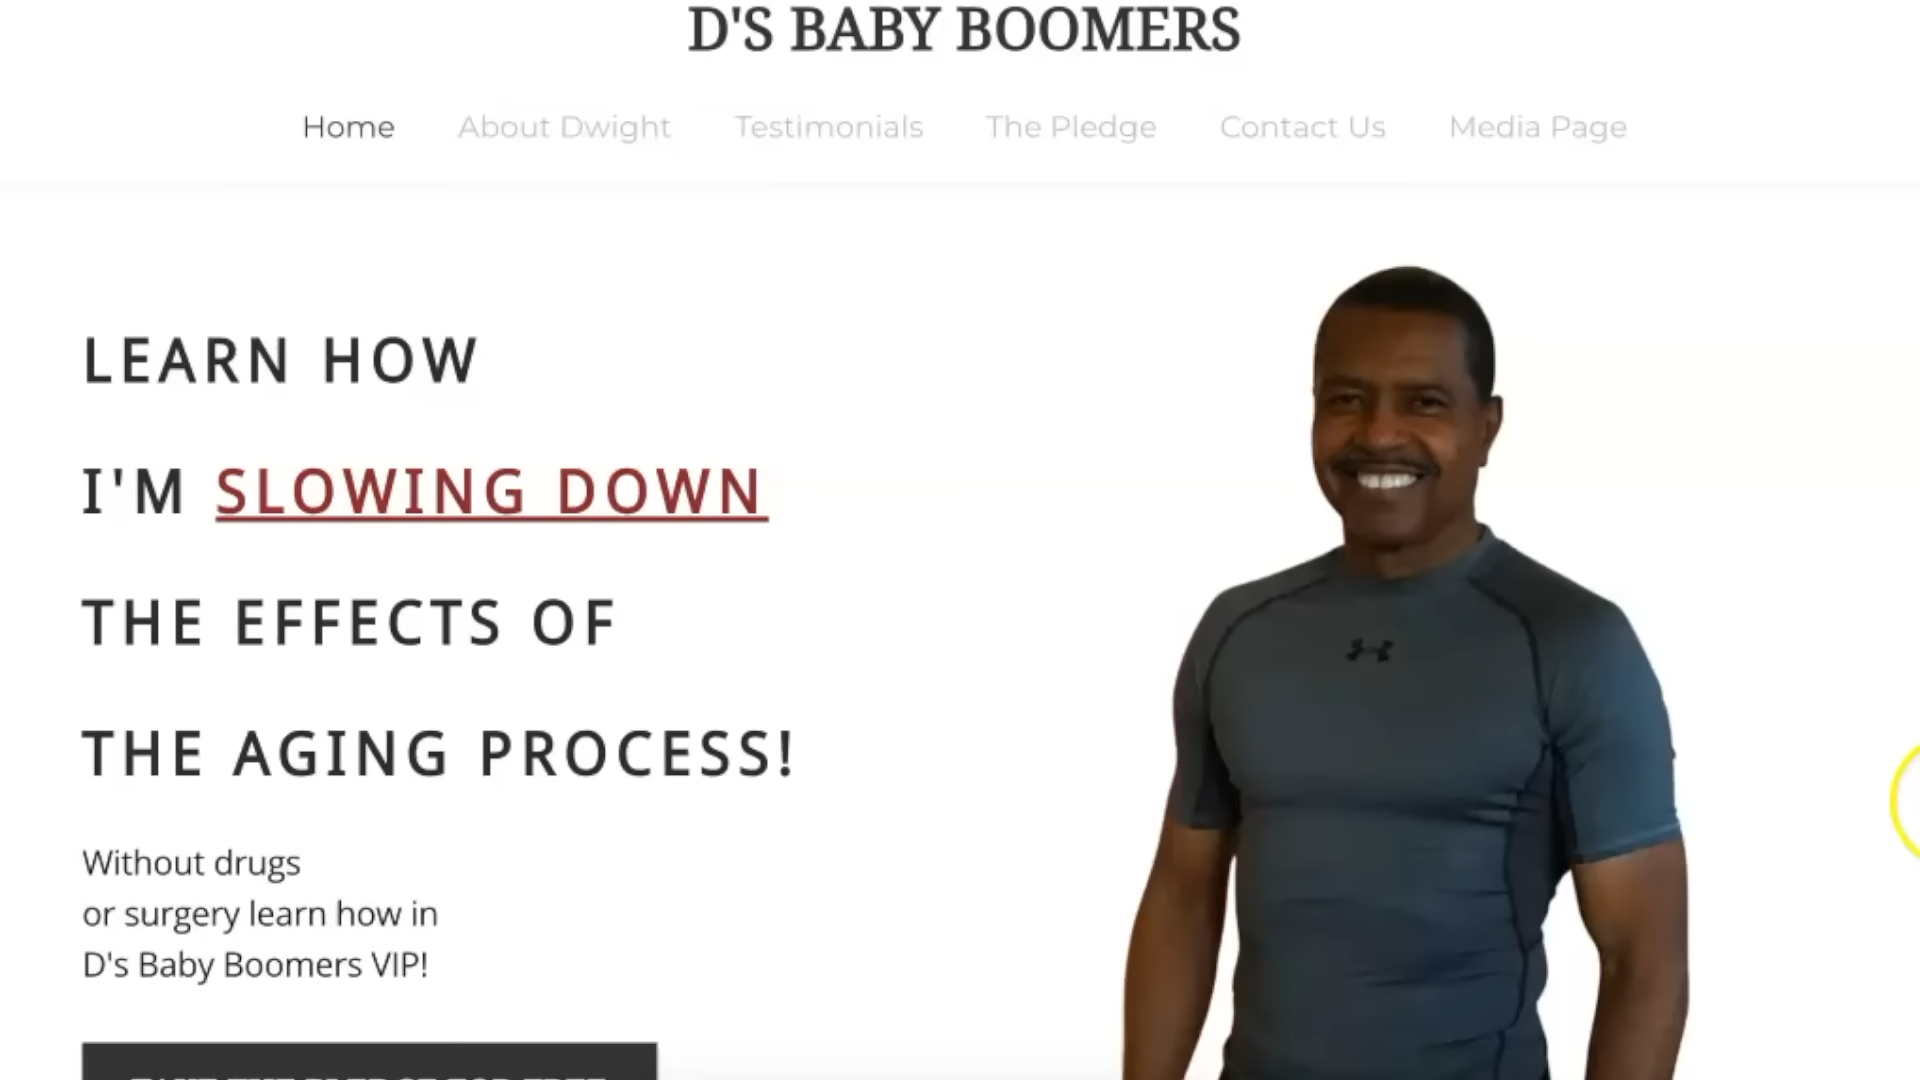 D'S BABY BOOMERS
Home About Dwight Testimonials The Pledge Contact Us Media Page
LEARN HOW
I'M SLOWING DOWN
THE EFFECTS OF
THE AGING PROCESS!
Without drugs
or surgery learn how in
D's Baby Boomers VIP!